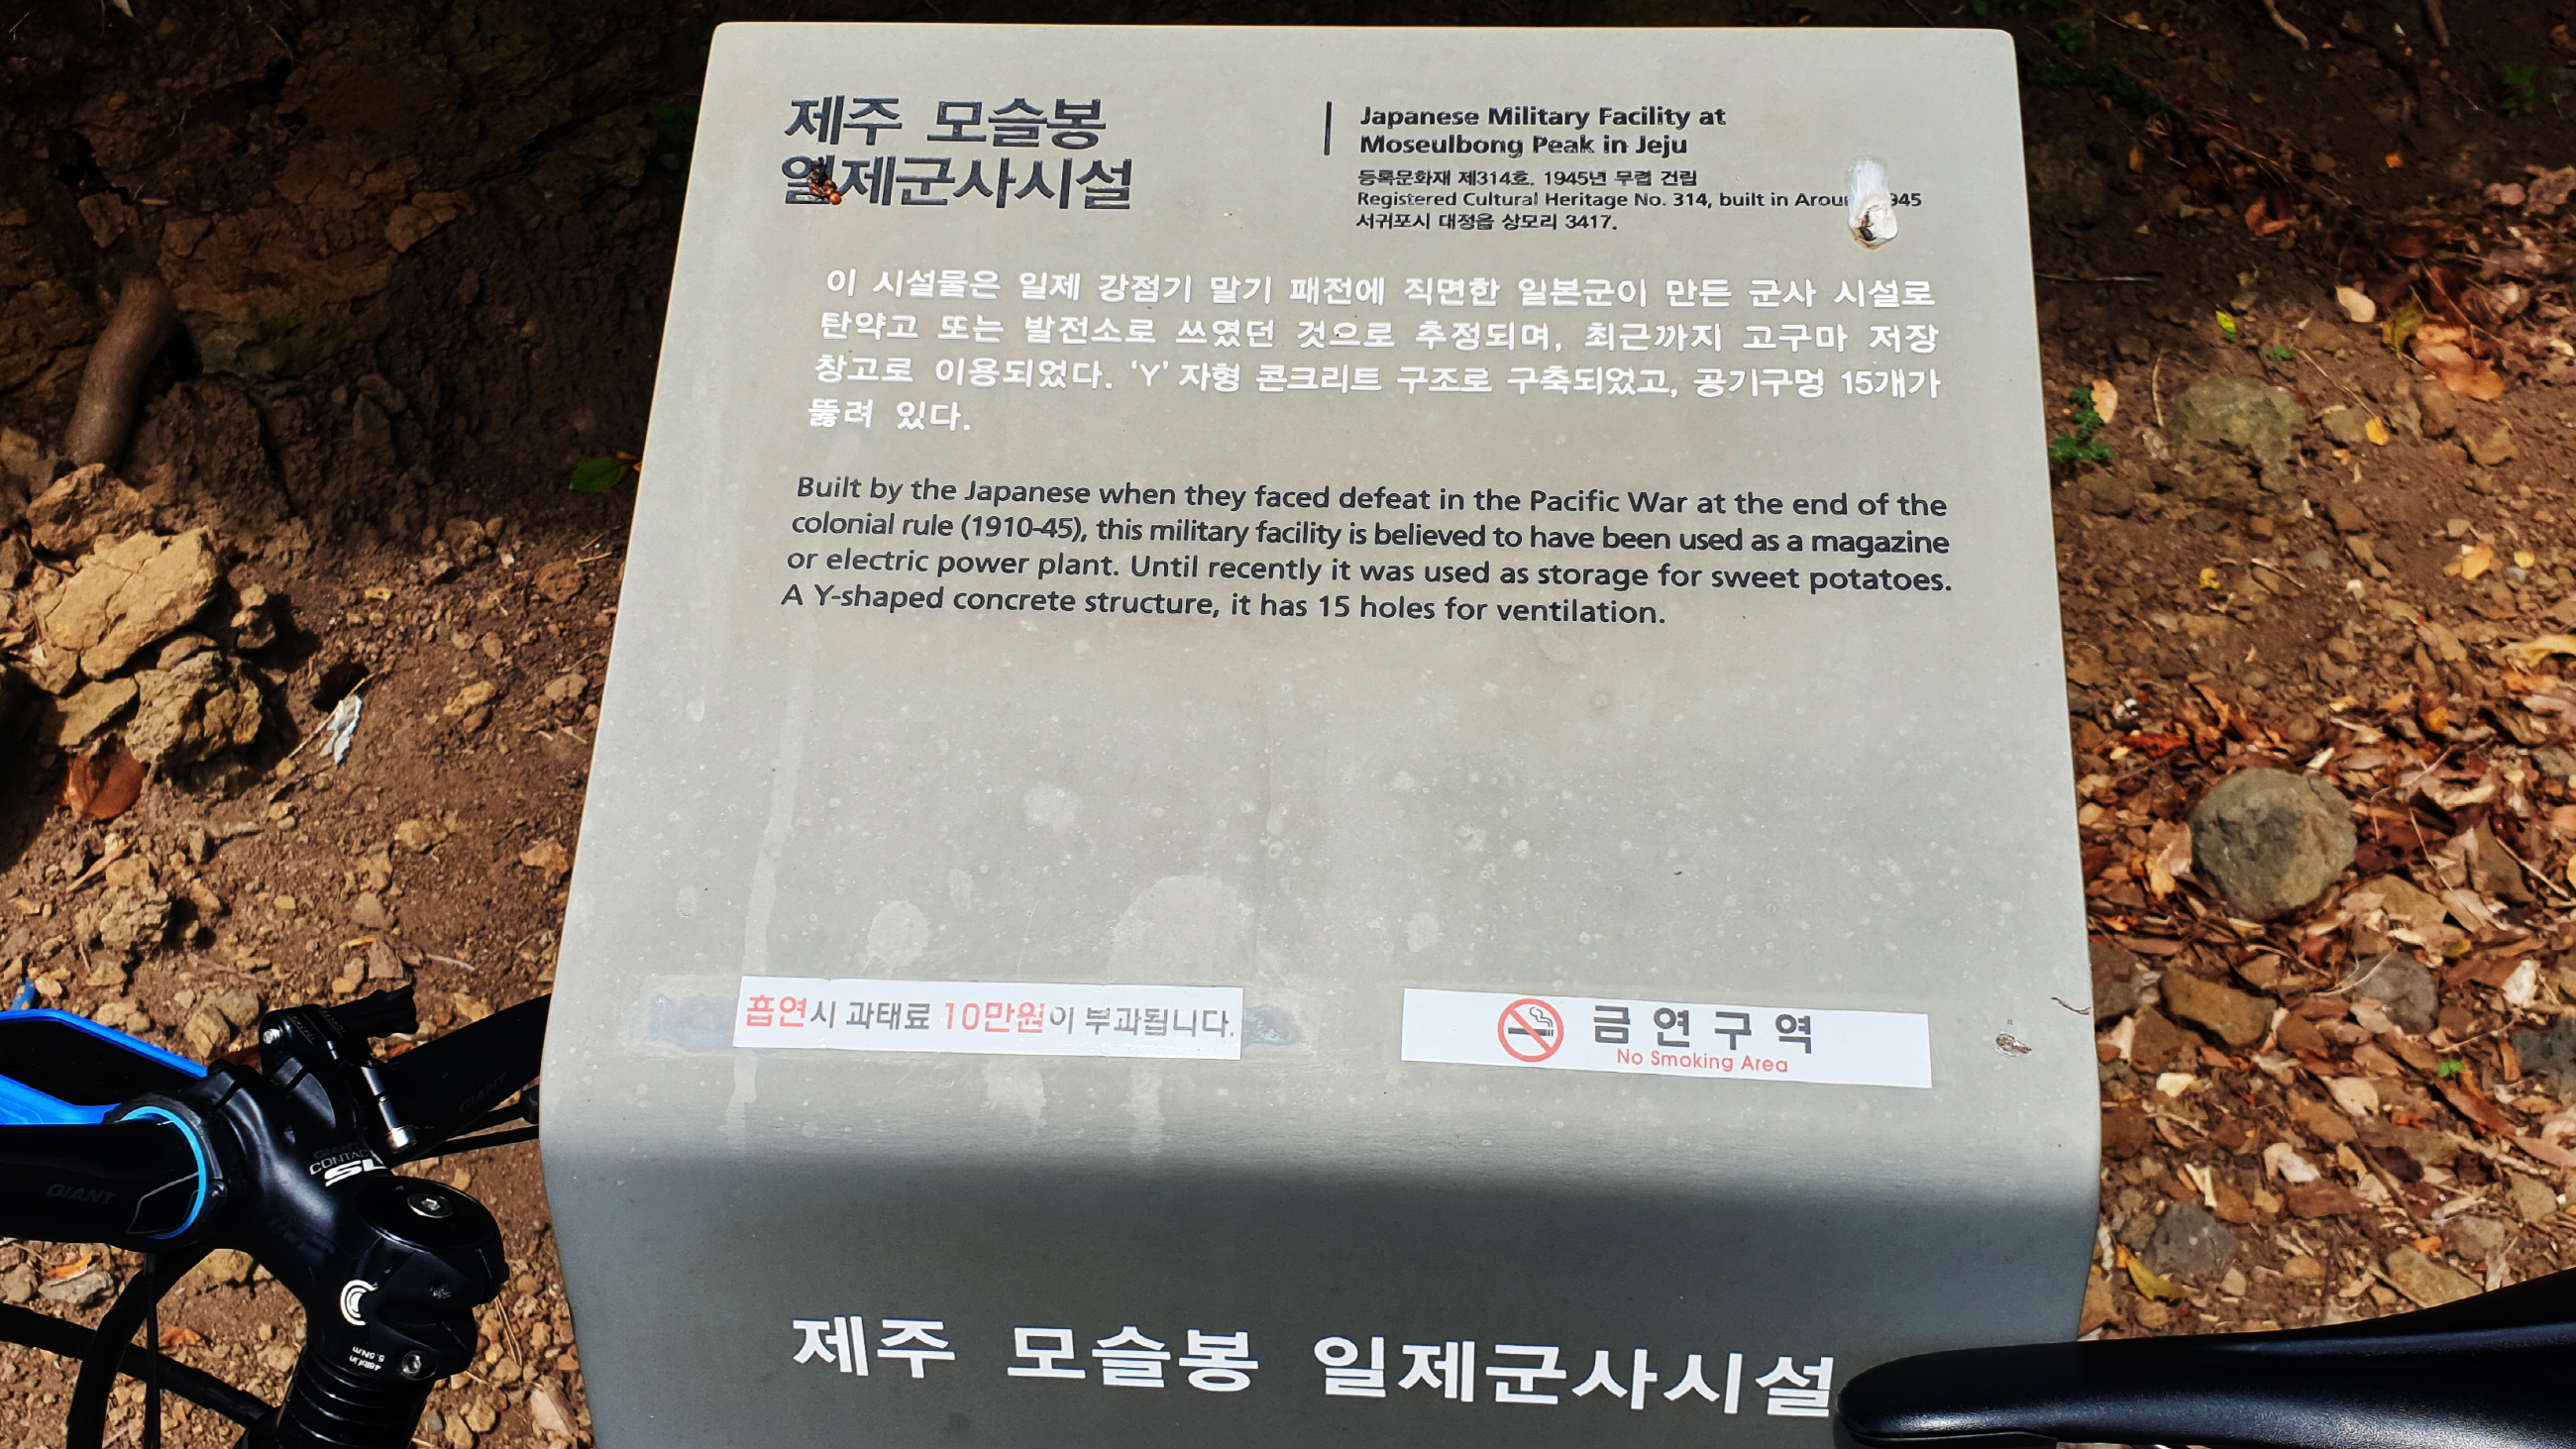 제주 모슬봉
일제군사시설
Japanese Military Facility at
Moseulbong Peak in Jeju
등록문화재 제314호, 1945년 무렵 건립
Registered Cultural Heritage No. 314, built in 945
서귀포시 대정읍 상모리 3417.
이 시설물은 일제 강점기 말기 패전에 직면한 일본군이 만든 군사 시설로
탄약고 또는 발전소로 쓰였던 것으로 추정되며, 최근까지 고구마 저장
창고로 이용되었다. ‘Y’ 자형 콘크리트 구조로 구축되었고, 공기구멍 15개가
뚫려 있다.
Built by the Japanese when they faced defeat in the Pacific War at the end of the
colonial rule (1910-45), this military facility is believed to have been used as a magazine
or electric power plant. Until recently it was used as storage for sweet potatoes.
A Y-shaped concrete structure, it has 15 holes for ventilation.
흡연시 과태료 10만원이 부과됩니다.
금연구역
No Smoking Area
제주 모슬봉 일제군사시설
GIANT
CONTACT
SL
GIANT
5.5Nm